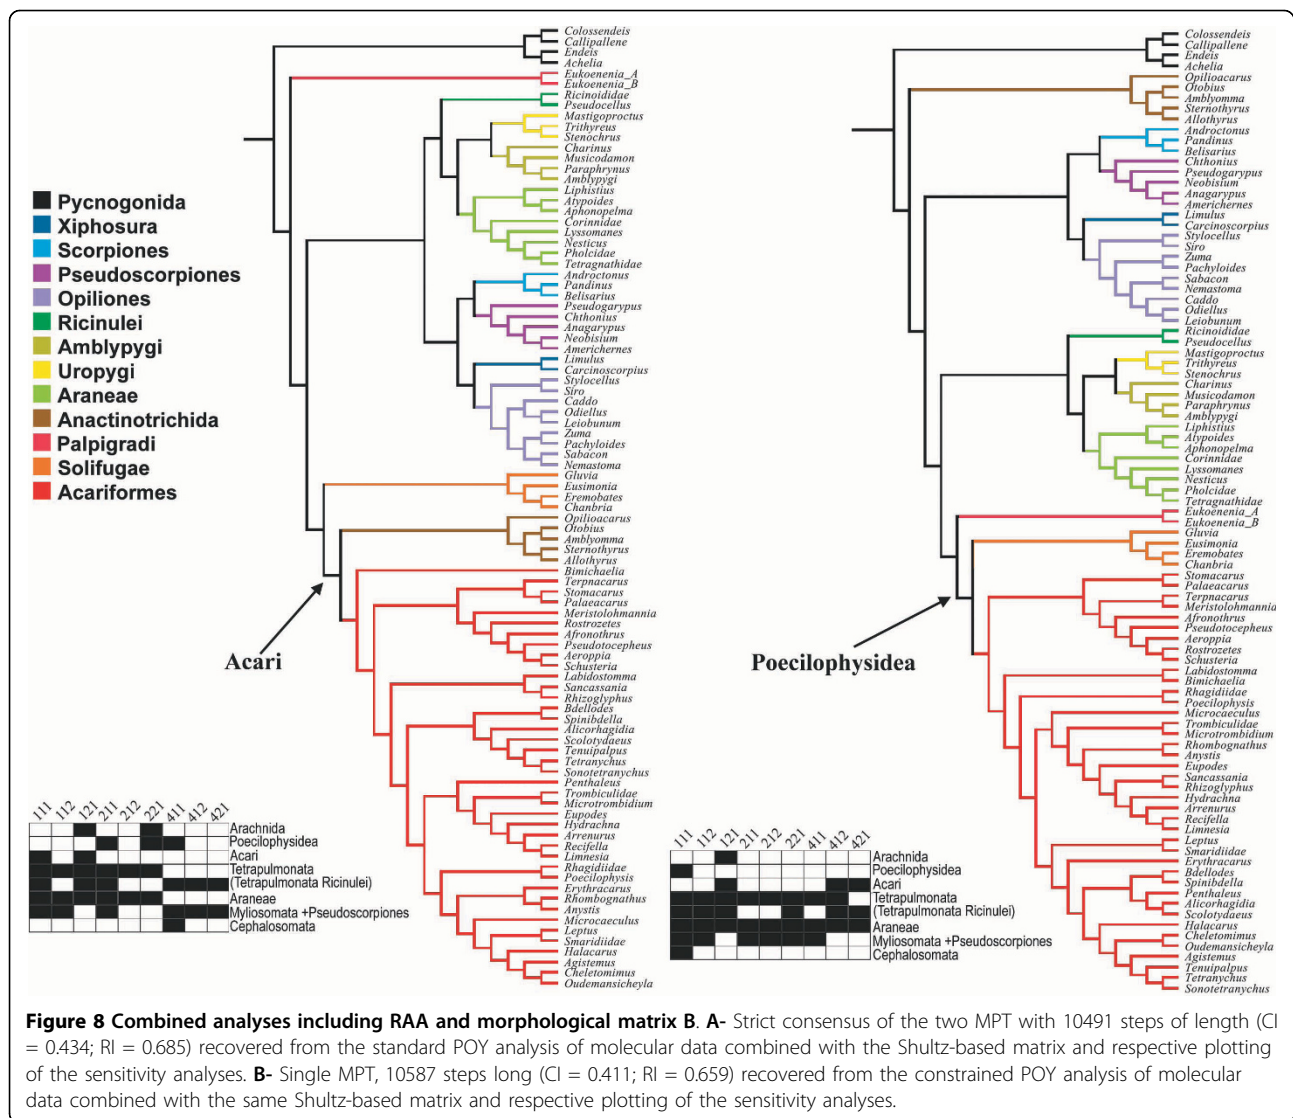 Colossendeis
Callipallene
Endeis
Achelia
Eukoenenia_A
Eukoenenia_B
Ricinoididae
Pseudocellus
Mastigoproctus
Trithyreus
Stenochrus
Charinus
Musicodamon
Paraphrynus
Amblypygi
Liphistius
Atypoides
Aphonopelma
Corinnidae
Lyssomanes
Nesticus
Pholcidae
Tetragnathidae
Androctonus
Pandinus
Belisarius
Pseudogarypus
Chthonius
Anagarypus
Neobisium
Americhernes
Limulus
Carcinoscorpius
Stylocellus
Siro
Caddo
Odiellus
Leiobunum
Zuma
Pachyloides
Sabacon
Nemastoma
Gluvia
Eusimonia
Eremobates
Chanbria
Opilioacarus
Otobius
Amblyomma
Sternothyrus
Allothyrus
Bimichaelia
Terpnacarus
Stomacarus
Palaeacarus
Meristolohmannia
Rostrozetes
Afronothrus
Pseudotocepheus
Aeroppia
Schusteria
Labidostomma
Sancassania
Rhizoglyphus
Bdellodes
Spinibdella
Alicorhagidia
Scolotydaeus
Tenuipalpus
Tetranychus
Sonotetranychus
Penthaleus
Trombiculidae
Microtrombidium
Eupodes
Hydrachna
Arrenurus
Recifella
Limnesia
Rhagidiidae
Poecilophysis
Erythracarus
Rhombognathus
Anystis
Microcaeculus
Leptus
Smaridiidae
Halacarus
Agistemus
Cheletomimus
Oudemansicheyla
Pycnogonida
Xiphosura
Scorpiones
Pseudoscorpiones
Opiliones
Ricinulei
Amblypygi
Uropygi
Araneae
Anactinotrichida
Palpigradi
Solifugae
Acariformes
Acari
111 112 121 211 212 221 411 412 421
Arachnida
Poecilophysidea
Acari
Tetrapulmonata
(Tetrapulmonata Ricinulei)
Araneae
Myliosomata +Pseudoscorpiones
Cephalosomata
Colossendeis
Callipallene
Endeis
Achelia
Opilioacarus
Otobius
Amblyomma
Sternothyrus
Allothyrus
Androctonus
Pandinus
Belisarius
Chthonius
Pseudogarypus
Neobisium
Anagarypus
Americhernes
Limulus
Carcinoscorpius
Stylocellus
Siro
Zuma
Pachyloides
Sabacon
Nemastoma
Caddo
Odiellus
Leiobunum
Ricinoididae
Pseudocellus
Mastigoproctus
Trithyreus
Stenochrus
Charinus
Musicodamon
Paraphrynus
Amblypygi
Liphistius
Atypoides
Aphonopelma
Corinnidae
Lyssomanes
Nesticus
Pholcidae
Tetragnathidae
Eukoenenia_A
Eukoenenia_B
Gluvia
Eusimonia
Eremobates
Chanbria
Stomacarus
Palaeacarus
Terpnacarus
Meristolohmannia
Afronothrus
Pseudotocepheus
Aeroppia
Rostrozetes
Schusteria
Labidostomma
Bimichaelia
Rhagidiidae
Poecilophysis
Microcaeculus
Trombiculidae
Microtrombidium
Rhombognathus
Anystis
Eupodes
Sancassania
Rhizoglyphus
Hydrachna
Arrenurus
Recifella
Limnesia
Leptus
Smaridiidae
Erythracarus
Bdellodes
Spinibdella
Penthaleus
Alicorhagidia
Scolotydaeus
Halacarus
Cheletomimus
Oudemansicheyla
Agistemus
Tenuipalpus
Tetranychus
Sonotetranychus
Poecilophysidea
111 112 121 211 212 221 411 412 421
Arachnida
Poecilophysidea
Acari
Tetrapulmonata
(Tetrapulmonata Ricinulei)
Araneae
Myliosomata +Pseudoscorpiones
Cephalosomata
Figure 8 Combined analyses including RAA and morphological matrix B. A- Strict consensus of the two MPT with 10491 steps of length (CI
= 0.434; RI = 0.685) recovered from the standard POY analysis of molecular data combined with the Shultz-based matrix and respective plotting
of the sensitivity analyses. B- Single MPT, 10587 steps long (CI = 0.411; RI = 0.659) recovered from the constrained POY analysis of molecular
data combined with the same Shultz-based matrix and respective plotting of the sensitivity analyses.